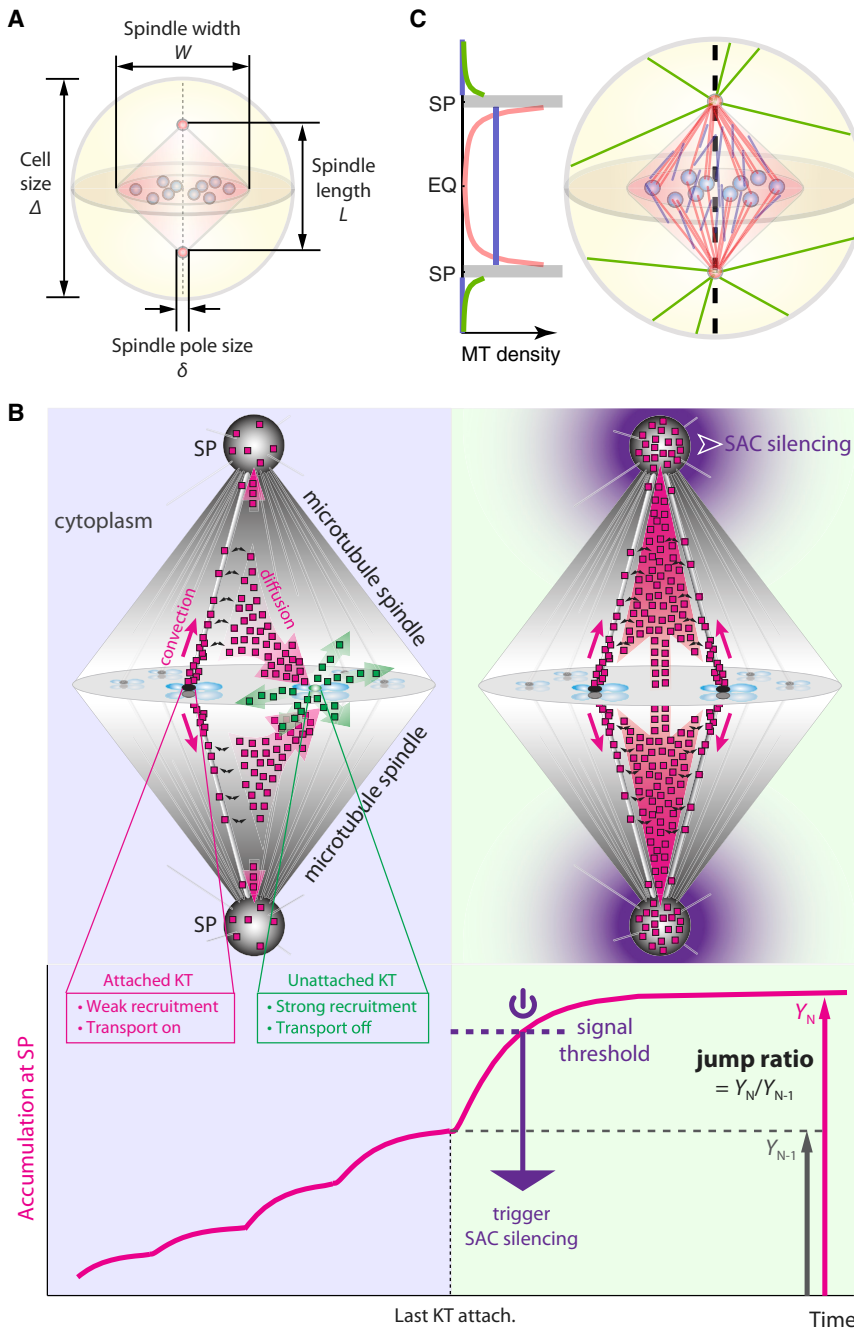 A
Spindle width
W
Cell
size
Δ
Spindle
length
L
Spindle pole size
δ
C
SP
EQ
SP
MT density
B
SP
cytoplasm
microtubule spindle
convection
diffusion
microtubule spindle
SP
SAC silencing
Attached KT
• Weak recruitment
• Transport on
Unattached KT
• Strong recruitment
• Transport off
Accumulation at SP
signal
threshold
jump ratio
= Y_N/Y_N-1
Y_N
Y_N-1
trigger
SAC silencing
Last KT attach.
Time